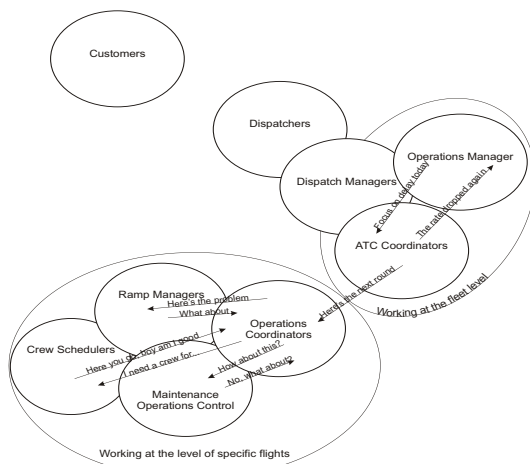 Customers
Dispatchers
Operations Manager
Dispatch Managers
Focus on delay today
The rate dropped again.
ATC Coordinators
Here's the next round
Working at the fleet level
Ramp Managers
Here's the problem
What about
Operations
Coordinators
Crew Schedulers
Here you go, boy am I good
I need a crew for
How about this?
No, what about?
Maintenance
Operations Control
Working at the level of specific flights